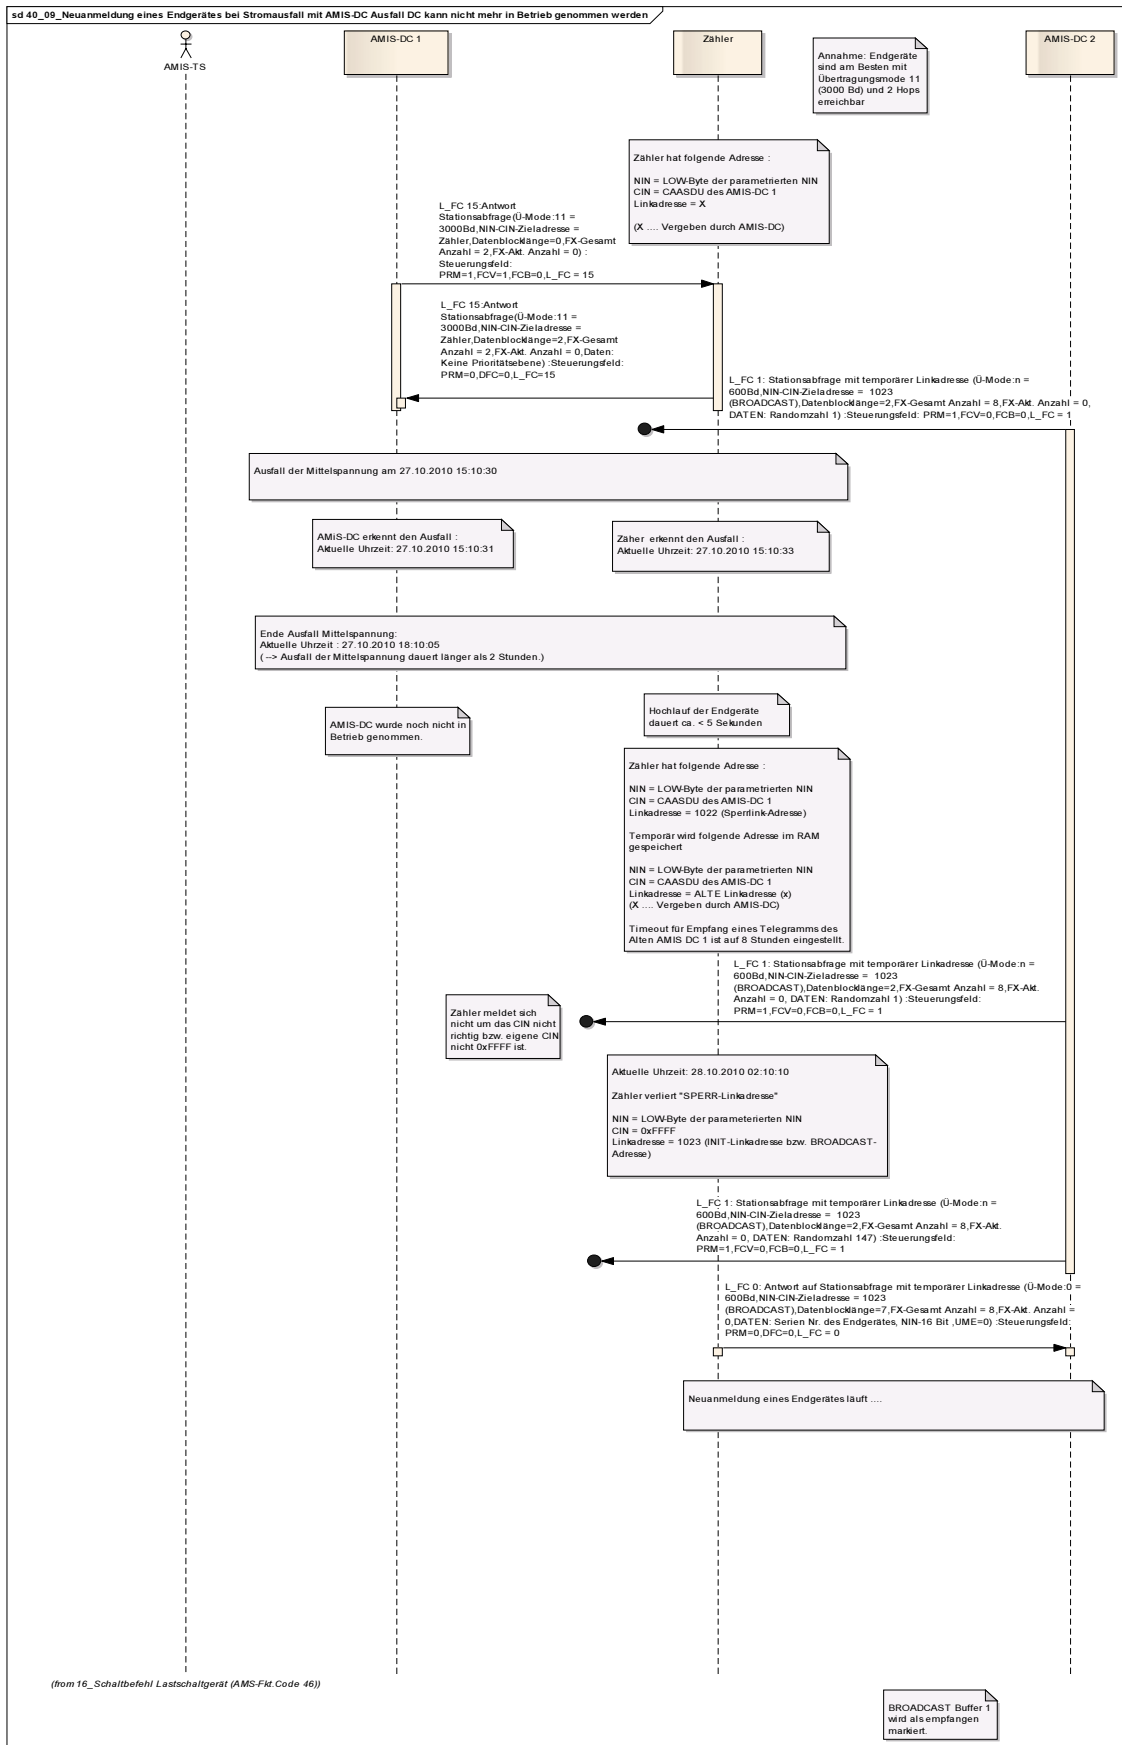 sd 40_09_Neuanmeldung eines Endgerätes bei Stromausfall mit AMIS-DC Ausfall DC kann nicht mehr in Betrieb genommen werden
AMIS-TS
AMIS-DC 1
Zähler
AMIS-DC 2
Annahme: Endgeräte
sind am Besten mit
Übertragungsmode 11
(3000 Bd) und 2 Hops
erreichbar
Zähler hat folgende Adresse :
NIN = LOW-Byte der parametrierten NIN
CIN = CAASDU des AMIS-DC 1
Linkadresse = X
(X .... Vergeben durch AMIS-DC)
L_FC 15:Antwort
Stationsabfrage(Ü-Mode:11 =
3000Bd,NIN-CIN-Zieladresse =
Zähler,Datenblocklänge=0,FX-Gesamt
Anzahl = 2,FX-Akt. Anzahl = 0) :
Steuerungsfeld:
PRM=1,FCV=1,FCB=0,L_FC = 15
L_FC 15:Antwort
Stationsabfrage(Ü-Mode:11 =
3000Bd,NIN-CIN-Zieladresse =
Zähler,Datenblocklänge=2,FX-Gesamt
Anzahl = 2,FX-Akt. Anzahl = 0,Daten:
Keine Prioritätsebene) :Steuerungsfeld:
PRM=0,DFC=0,L_FC=15
L_FC 1: Stationsabfrage mit temporärer Linkadresse (Ü-Mode:n =
600Bd,NIN-CIN-Zieladresse =  1023
(BROADCAST),Datenblocklänge=2,FX-Gesamt Anzahl = 8,FX-Akt. Anzahl = 0,
DATEN: Randomzahl 1) :Steuerungsfeld: PRM=1,FCV=0,FCB=0,L_FC = 1
Ausfall der Mittelspannung am 27.10.2010 15:10:30
AMiS-DC erkennt den Ausfall :
Aktuelle Uhrzeit: 27.10.2010 15:10:31
Zäher  erkennt den Ausfall :
Aktuelle Uhrzeit: 27.10.2010 15:10:33
Ende Ausfall Mittelspannung:
Aktuelle Uhrzeit : 27.10.2010 18:10:05
( --> Ausfall der Mittelspannung dauert länger als 2 Stunden.)
AMIS-DC wurde noch nicht in
Betrieb genommen.
Hochlauf der Endgeräte
dauert ca. < 5 Sekunden
Zähler hat folgende Adresse :
NIN = LOW-Byte der parametrierten NIN
CIN = CAASDU des AMIS-DC 1
Linkadresse = 1022 (Sperrlink-Adresse)
Temporär wird folgende Adresse im RAM
gespeichert
NIN = LOW-Byte der parametrierten NIN
CIN = CAASDU des AMIS-DC 1
Linkadresse = ALTE Linkadresse (x)
(X .... Vergeben durch AMIS-DC)
Timeout für Empfang eines Telegramms des
Alten AMIS DC 1 ist auf 8 Stunden eingestellt.
L_FC 1: Stationsabfrage mit temporärer Linkadresse (Ü-Mode:n =
600Bd,NIN-CIN-Zieladresse =  1023
(BROADCAST),Datenblocklänge=2,FX-Gesamt Anzahl = 8,FX-Akt.
Anzahl = 0, DATEN: Randomzahl 1) :Steuerungsfeld:
PRM=1,FCV=0,FCB=0,L_FC = 1
Zähler meldet sich
nicht um das CIN nicht
richtig bzw. eigene CIN
nicht 0xFFFF ist.
Aktuelle Uhrzeit: 28.10.2010 02:10:10
Zähler verliert "SPERR-Linkadresse"
NIN = LOW-Byte der parameterierten NIN
CIN = 0xFFFF
Linkadresse = 1023 (INIT-Linkadresse bzw. BROADCAST-
Adresse)
L_FC 1: Stationsabfrage mit temporärer Linkadresse (Ü-Mode:n =
600Bd,NIN-CIN-Zieladresse =  1023
(BROADCAST),Datenblocklänge=2,FX-Gesamt Anzahl = 8,FX-Akt.
Anzahl = 0, DATEN: Randomzahl 147) :Steuerungsfeld:
PRM=1,FCV=0,FCB=0,L_FC = 1
L_FC 0: Antwort auf Stationsabfrage mit temporärer Linkadresse (Ü-Mode:0 =
600Bd,NIN-CIN-Zieladresse = 1023
(BROADCAST),Datenblocklänge=7,FX-Gesamt Anzahl = 8,FX-Akt. Anzahl =
0,DATEN: Serien Nr. des Endgerätes, NIN-16 Bit ,UME=0) :Steuerungsfeld:
PRM=0,DFC=0,L_FC = 0
Neuanmeldung eines Endgerätes läuft ....
(from 16_Schaltbefehl Lastschaltgerät (AMS-Fkt.Code 46))
BROADCAST Buffer 1
wird als empfangen
markiert.